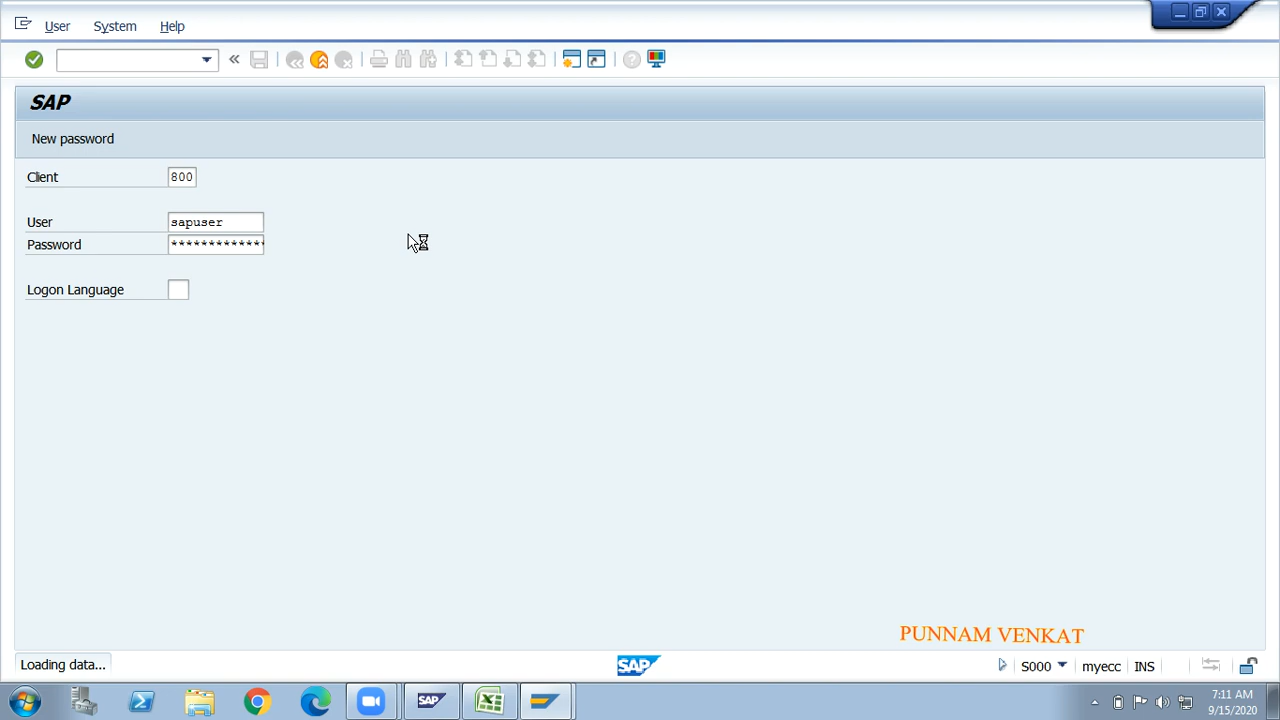 User System Help
SAP
New password
Client 800
User sapuser
Password *************
Logon Language
PUNNAM VENKAT
Loading data... SAP S000 myecc INS
SAP
7:11 AM
9/15/2020